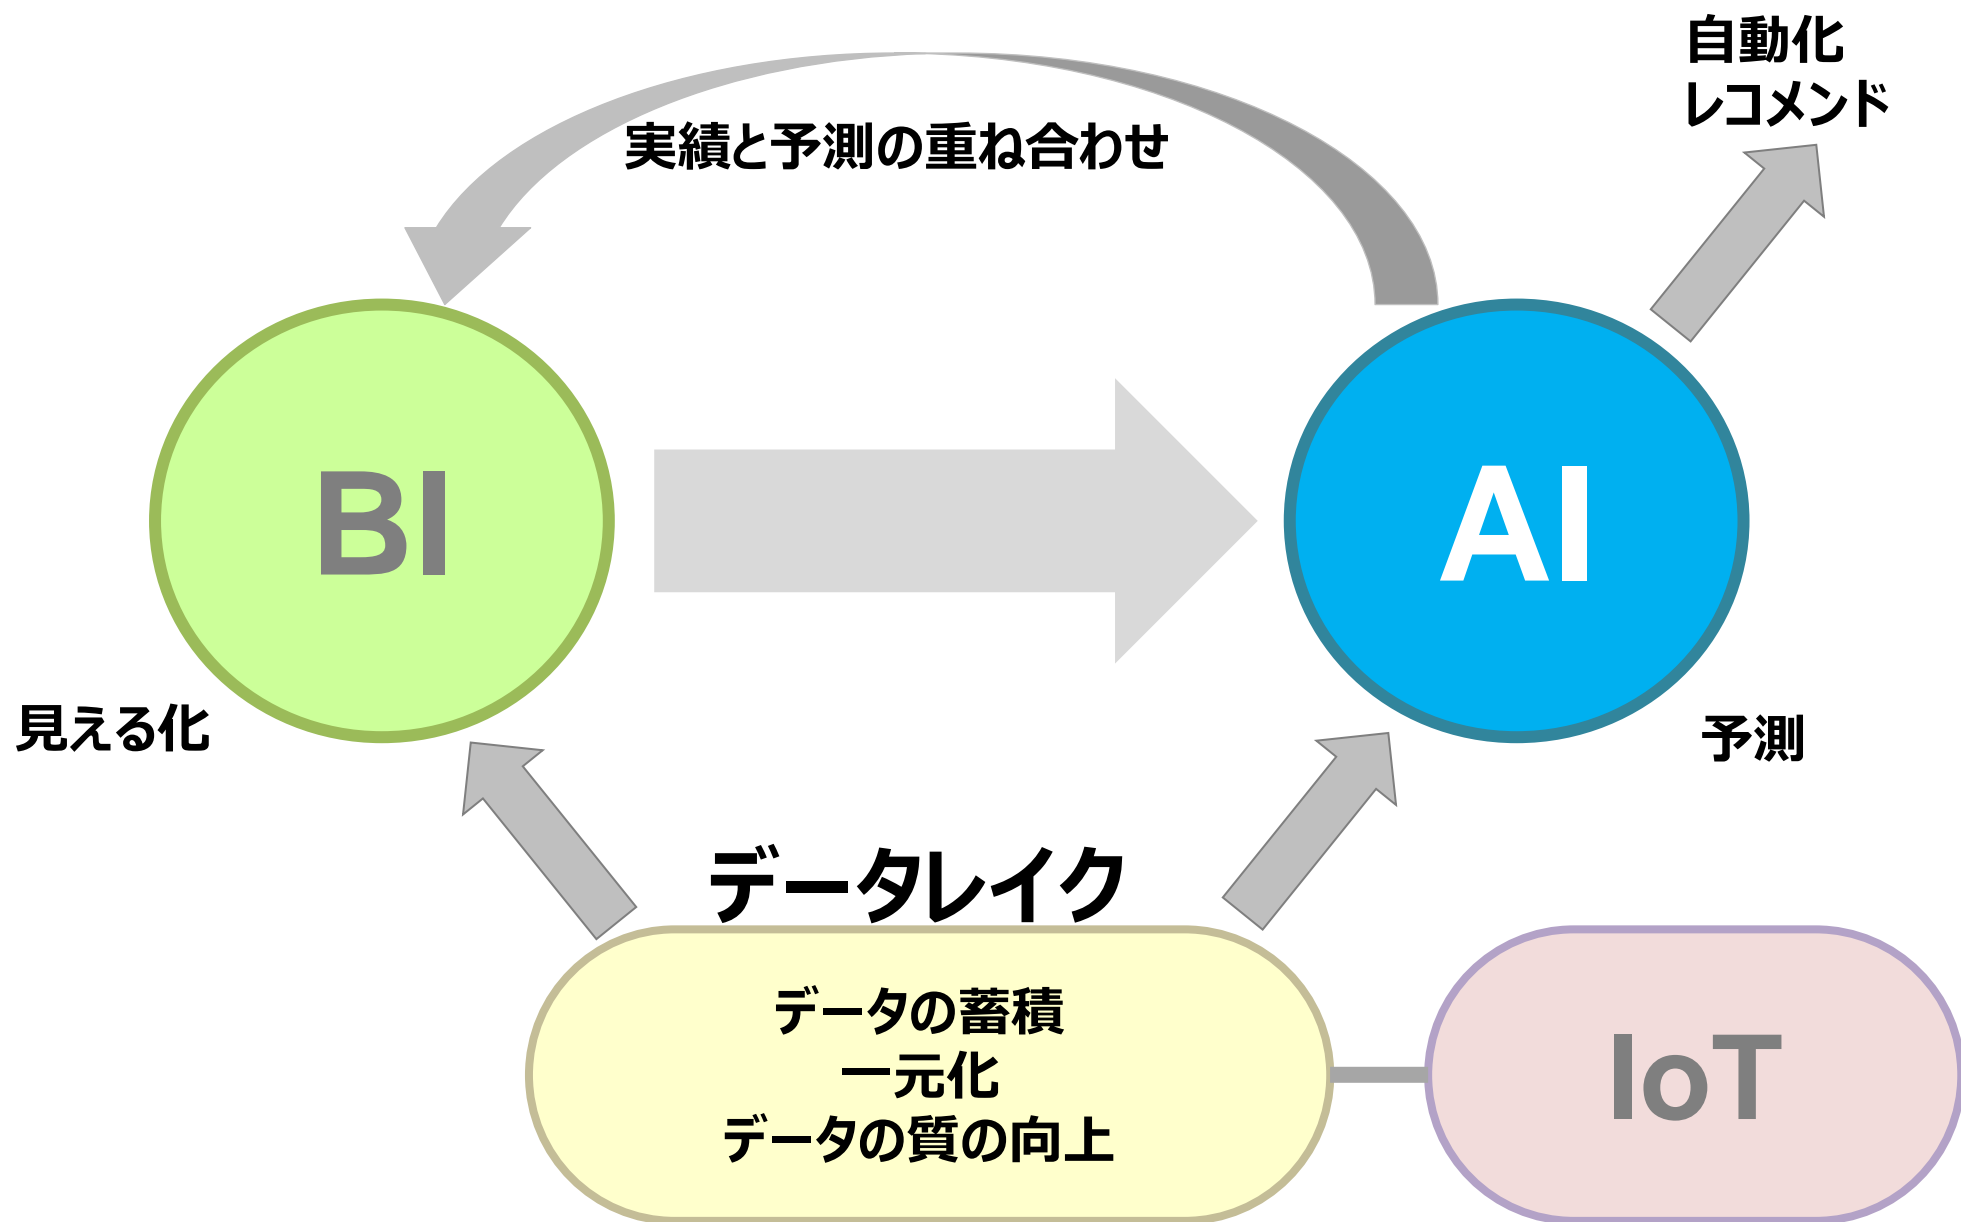 自動化
レコメンド
実績と予測の重ね合わせ
BI
AI
見える化
予測
データレイク
データの蓄積
一元化
データの質の向上
IoT